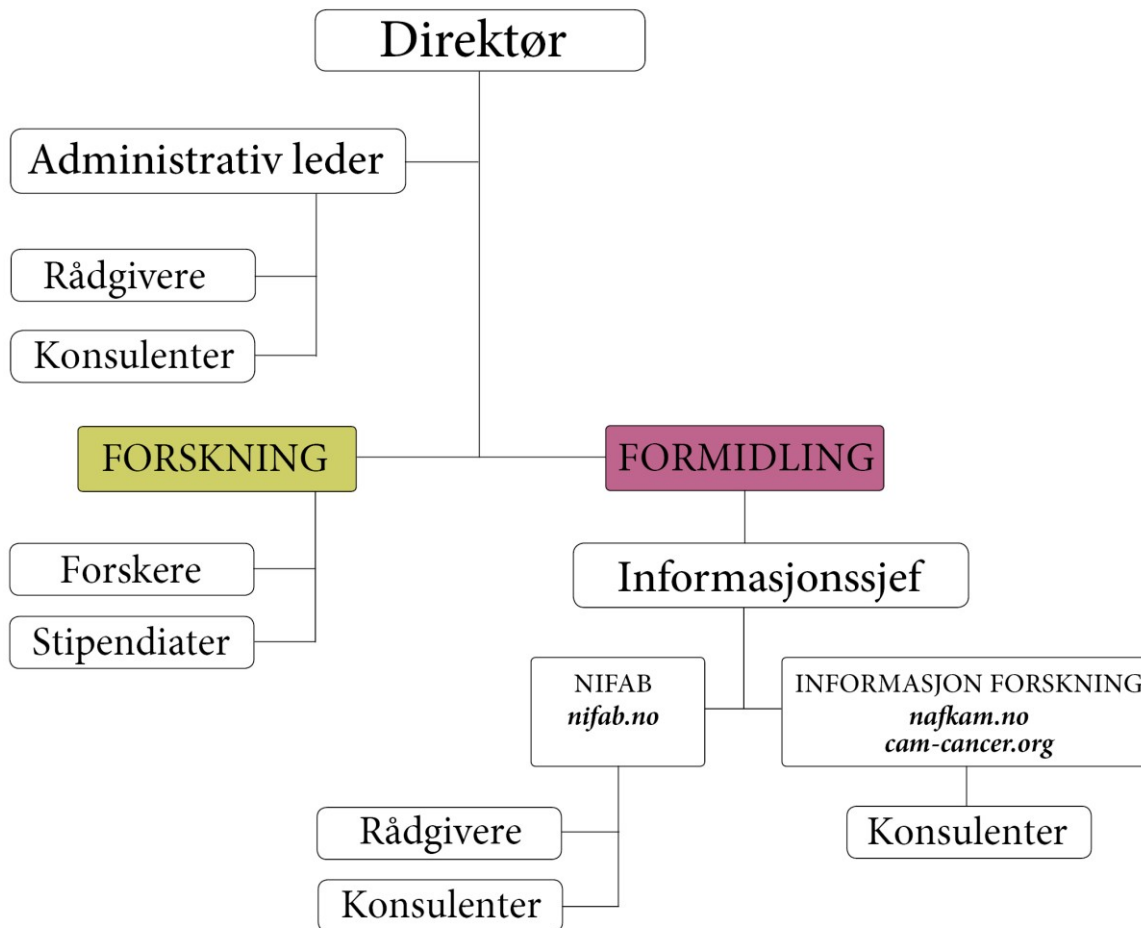 Direktør
Administrativ leder
Rådgivere
Konsulenter
FORSKNING
FORMIDLING
Forskere
Stipendiater
Informasjonssjef
NIFAB
nifab.no
INFORMASJON FORSKNING
nafkam.no
cam-cancer.org
Rådgivere
Konsulenter
Konsulenter